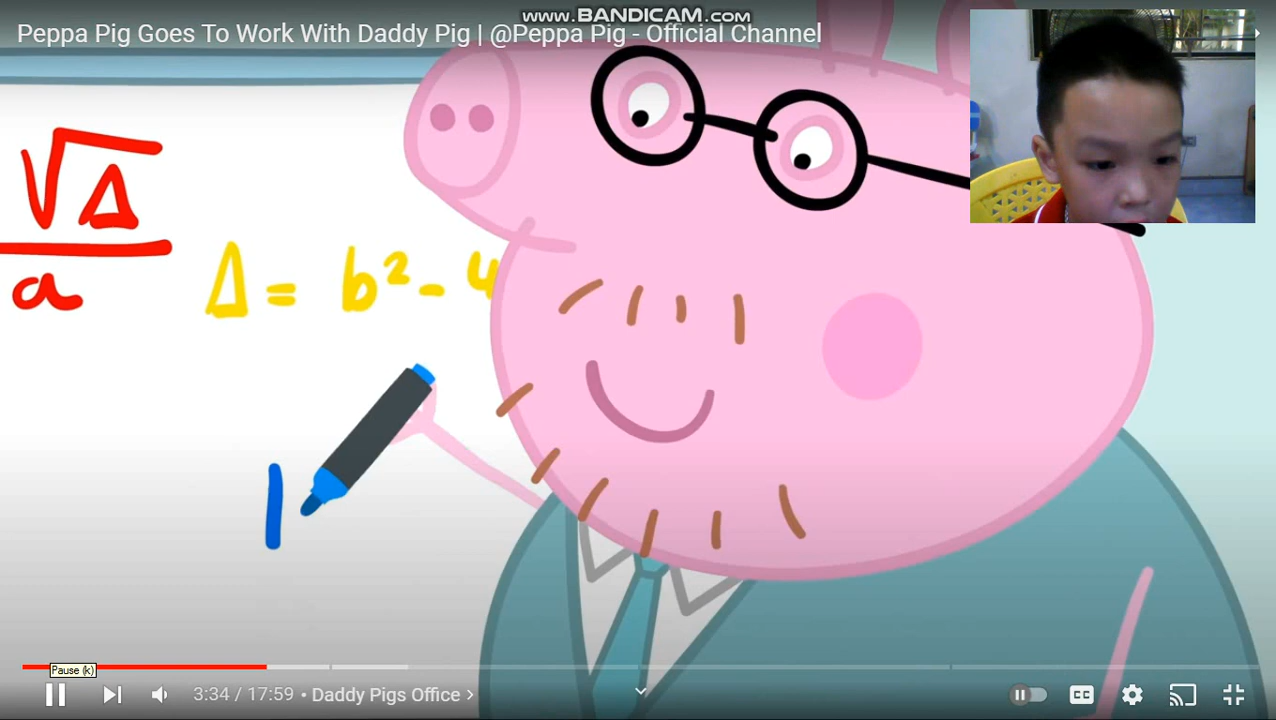 www.BANDICAM.com
Peppa Pig Goes To Work With Daddy Pig | @Peppa Pig - Official Channel
√Δ
a
Δ = b² - 4
Pause (k)
3:34 / 17:59 • Daddy Pigs Office >
CC